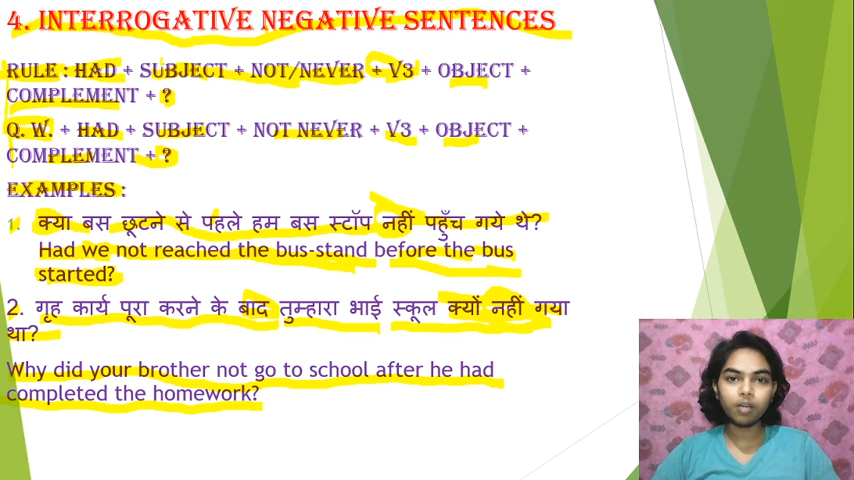 4. INTERROGATIVE NEGATIVE SENTENCES
RULE : HAD + SUBJECT + NOT/NEVER + V3 + OBJECT +
COMPLEMENT + ?
Q. W. + HAD + SUBJECT + NOT NEVER + V3 + OBJECT +
COMPLEMENT + ?
EXAMPLES :
1. क्या बस छूटने से पहले हम बस स्टॉप नहीं पहुँच गये थे?
Had we not reached the bus-stand before the bus
started?
2. गृह कार्य पूरा करने के बाद तुम्हारा भाई स्कूल क्यों नहीं गया
था?
Why did your brother not go to school after he had
completed the homework?